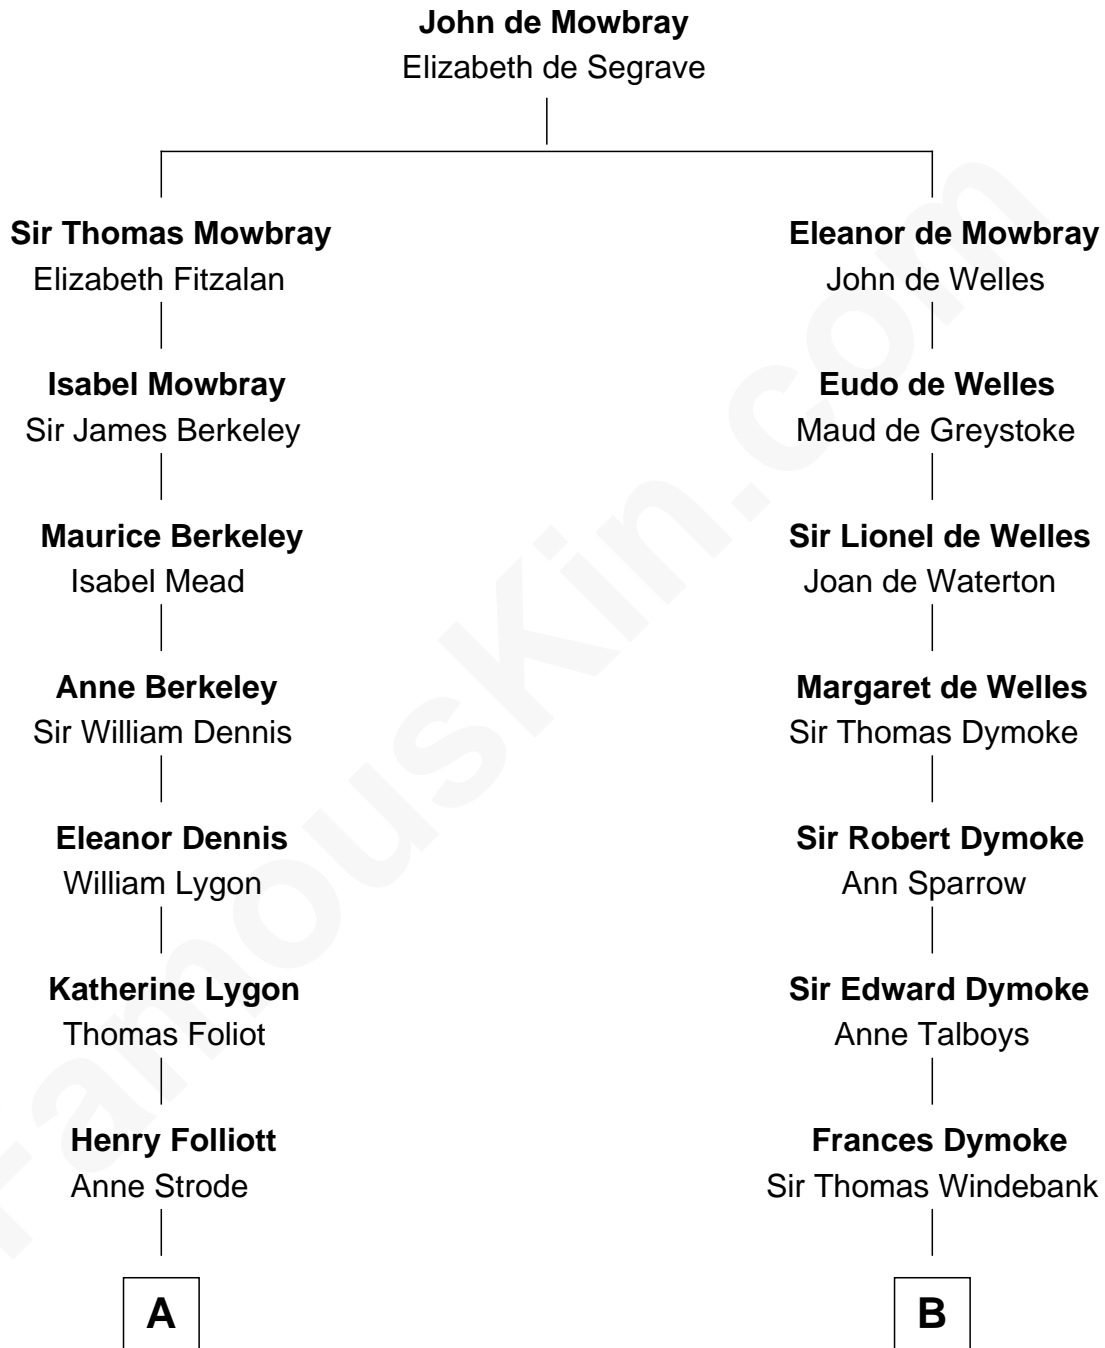 John de Mowbray
Elizabeth de Segrave
Sir Thomas Mowbray
Elizabeth Fitzalan
Isabel Mowbray
Sir James Berkeley
Maurice Berkeley
Isabel Mead
Anne Berkeley
Sir William Dennis
Eleanor Dennis
William Lygon
Katherine Lygon
Thomas Foliot
Henry Folliott
Anne Strode
A
Eleanor de Mowbray
John de Welles
Eudo de Welles
Maud de Greystoke
Sir Lionel de Welles
Joan de Waterton
Margaret de Welles
Sir Thomas Dymoke
Sir Robert Dymoke
Ann Sparrow
Sir Edward Dymoke
Anne Talboys
Frances Dymoke
Sir Thomas Windebank
B
FamousKin.com